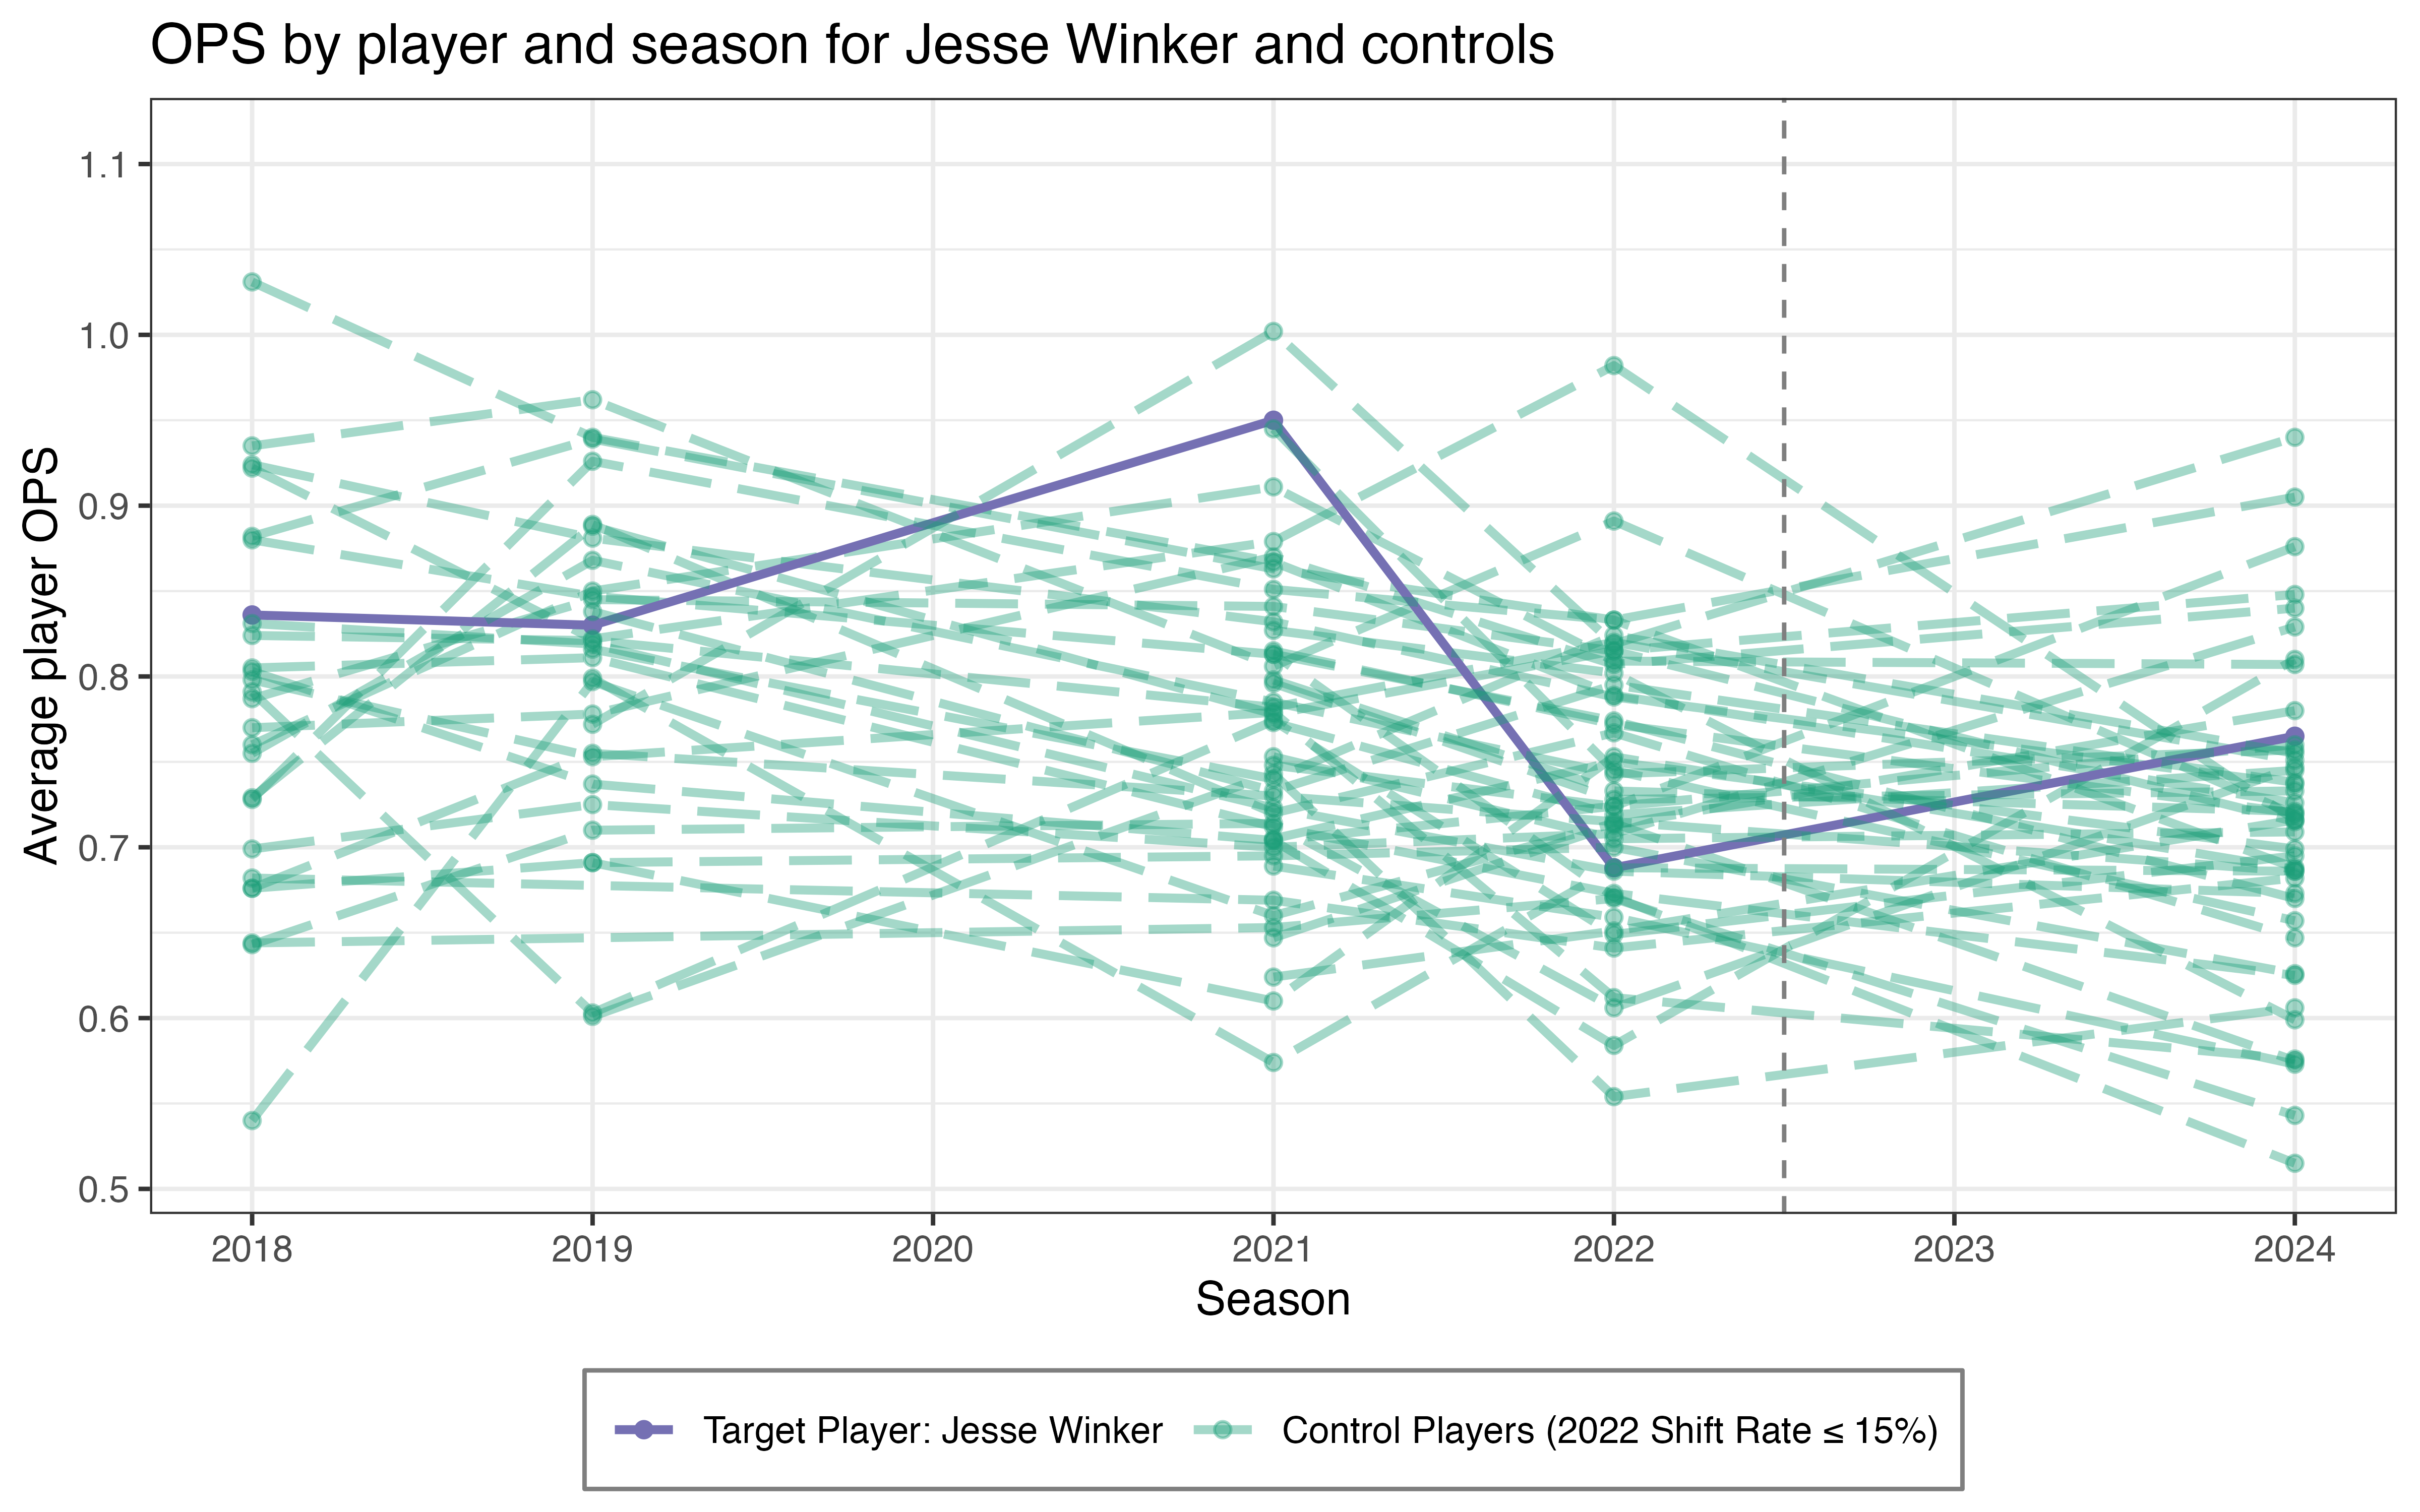 OPS by player and season for Jesse Winker and controls
Average player OPS
1.1
1.0
0.9
0.8
0.7
0.6
0.5
2018 2019 2020 2021 2022 2023 2024
Season
Target Player: Jesse Winker Control Players (2022 Shift Rate ≤ 15%)